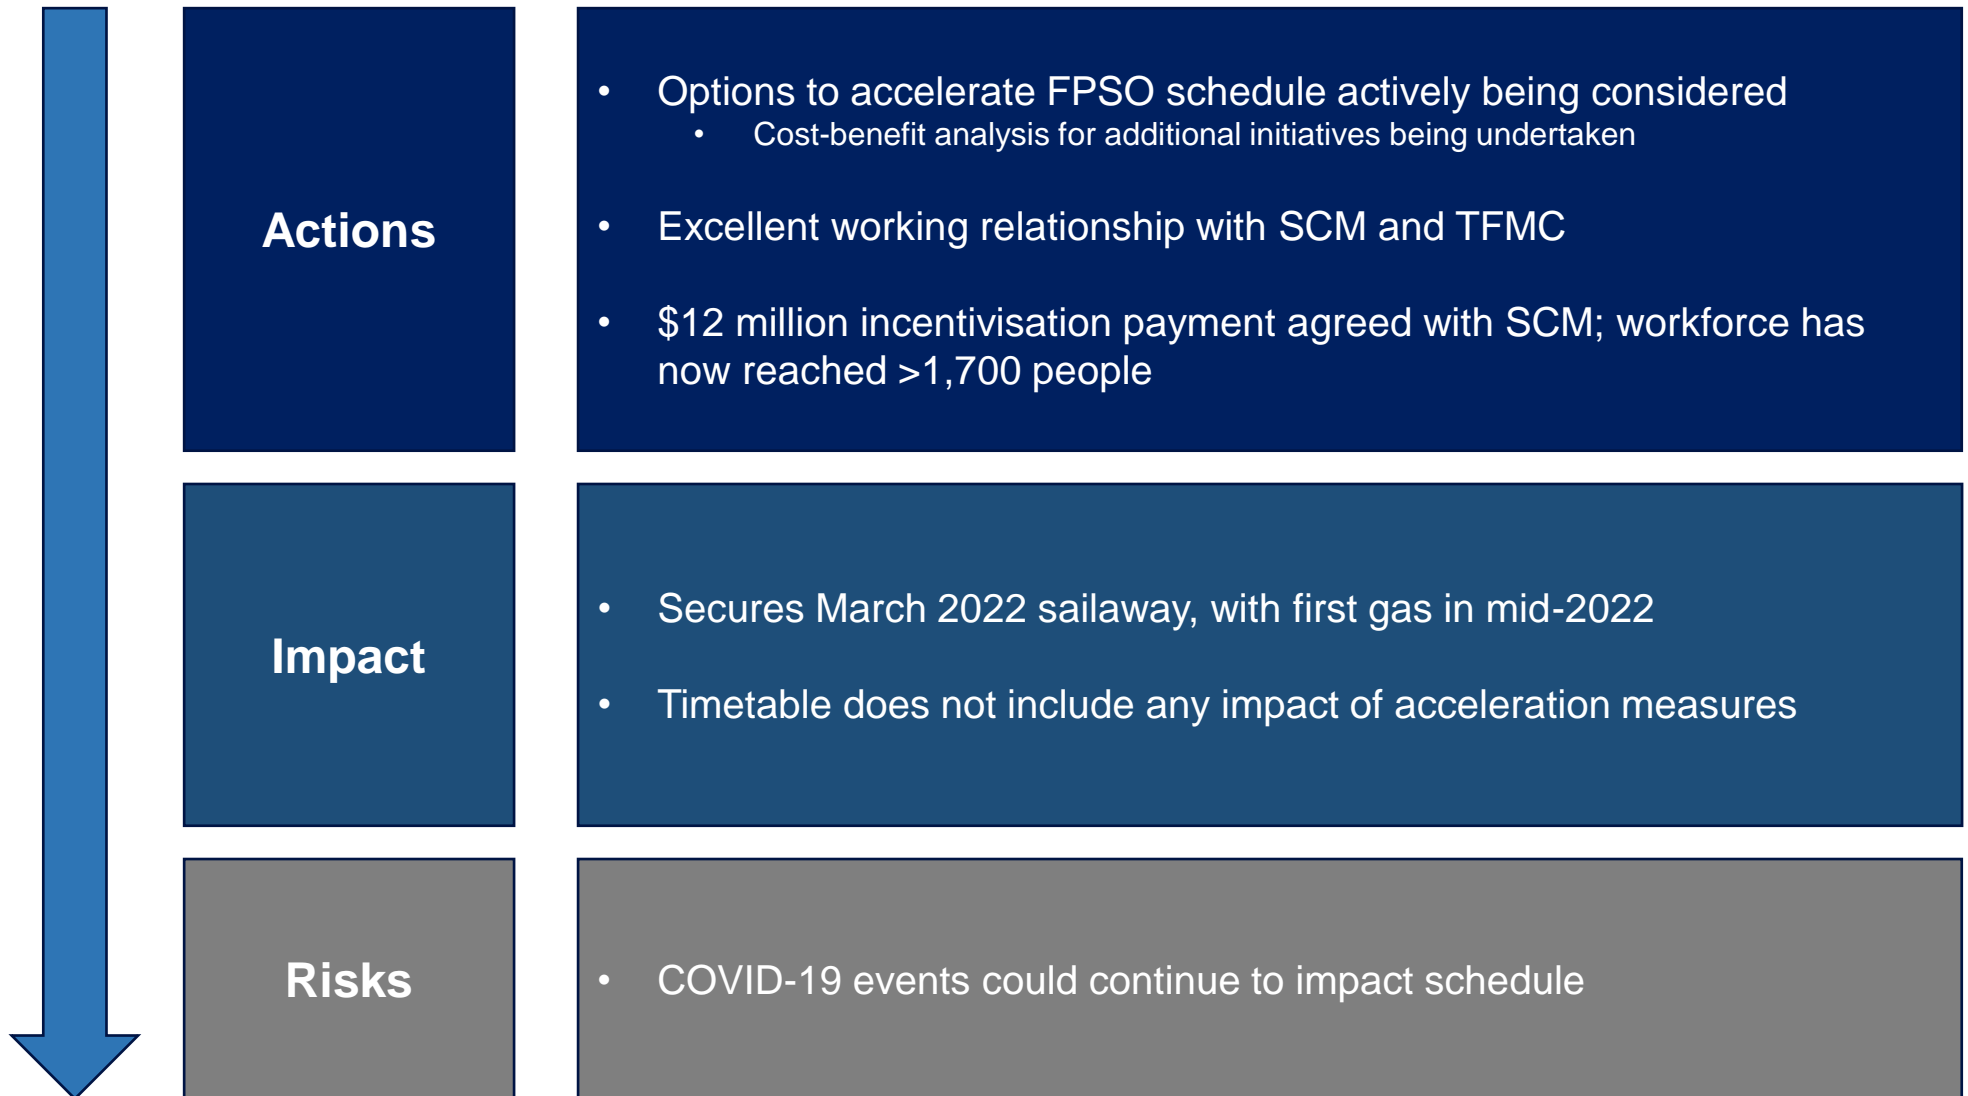 Actions
• Options to accelerate FPSO schedule actively being considered
• Cost-benefit analysis for additional initiatives being undertaken
• Excellent working relationship with SCM and TFMC
• $12 million incentivisation payment agreed with SCM; workforce has
now reached >1,700 people
Impact
• Secures March 2022 sailaway, with first gas in mid-2022
• Timetable does not include any impact of acceleration measures
Risks
• COVID-19 events could continue to impact schedule